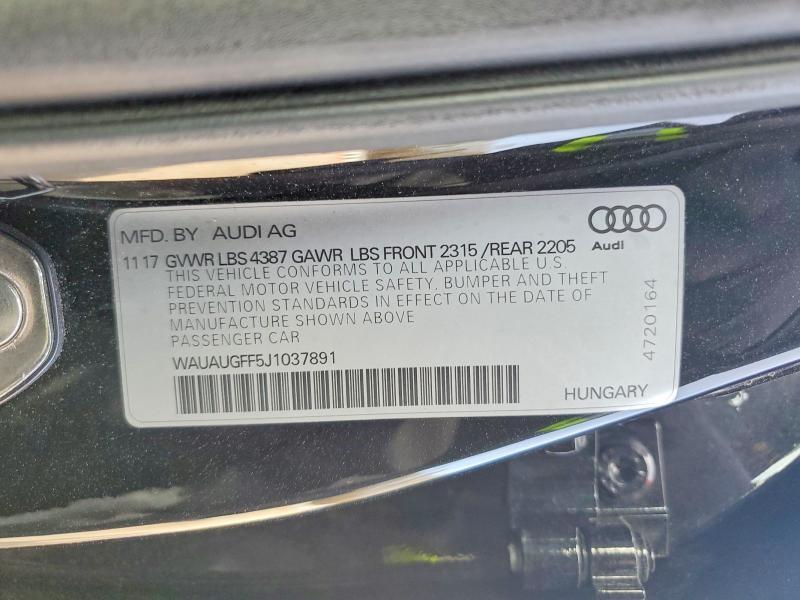 MFD. BY AUDI AG
Audi
11 17 GVWR LBS 4387 GAWR LBS FRONT 2315 /REAR 2205
THIS VEHICLE CONFORMS TO ALL APPLICABLE U.S.
FEDERAL MOTOR VEHICLE SAFETY, BUMPER AND THEFT
PREVENTION STANDARDS IN EFFECT ON THE DATE OF
MANUFACTURE SHOWN ABOVE
PASSENGER CAR
WAUAUGFF5J1037891
HUNGARY
4720164